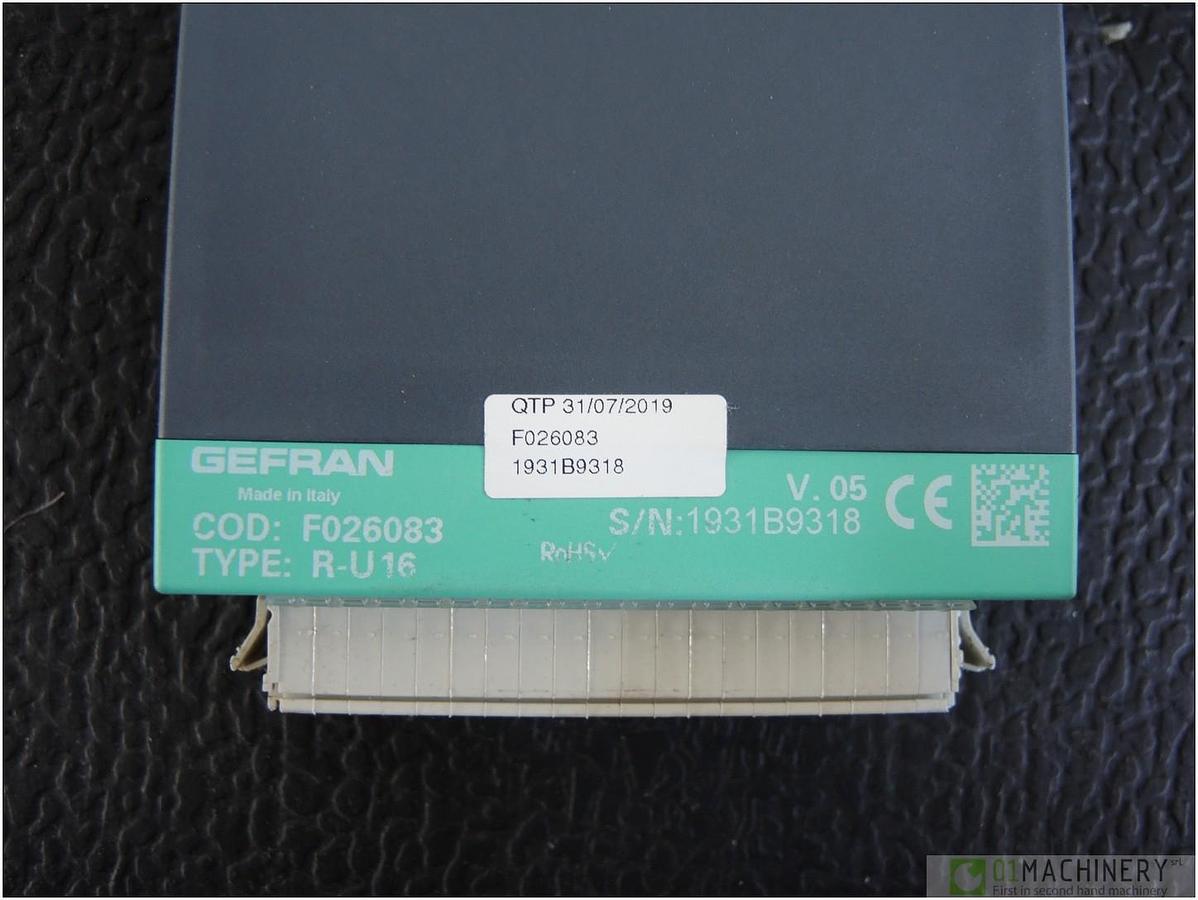 QTP 31/07/2019
F026083
1931B9318
GEFRAN
Made in Italy
COD: F026083
TYPE: R-U16
RoHS✓
V. 05
S/N:1931B9318
CE
01MACHINERY srl
First in second hand machinery